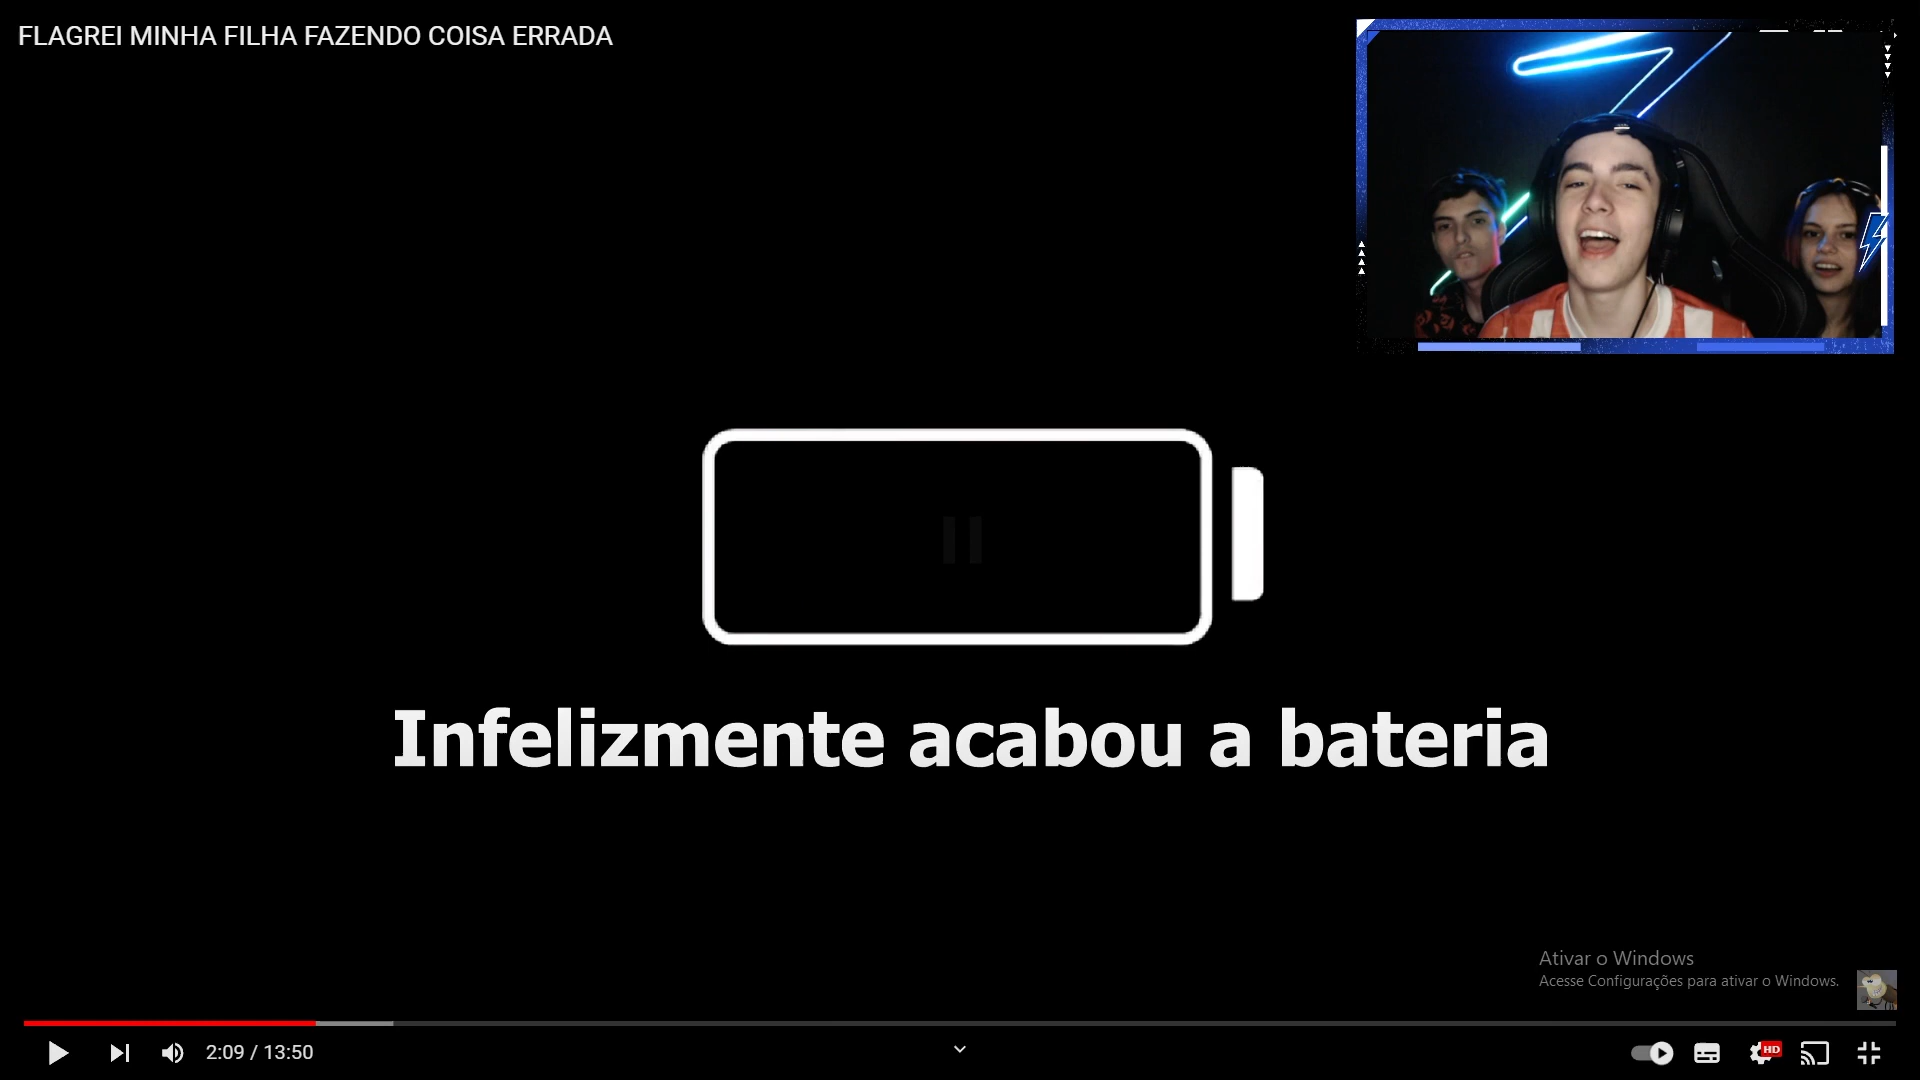 FLAGREI MINHA FILHA FAZENDO COISA ERRADA
Infelizmente acabou a bateria
Ativar o Windows
Acesse Configurações para ativar o Windows.
2:09 / 13:50
HD